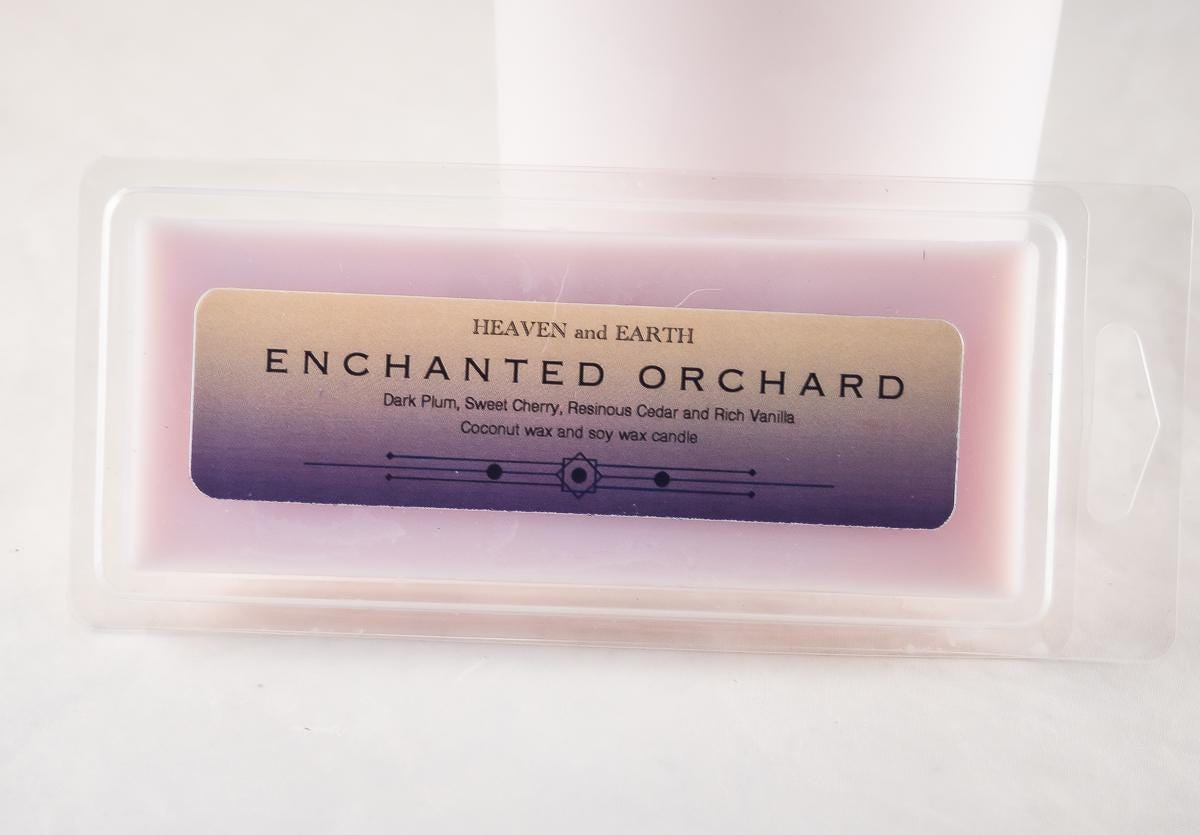 HEAVEN and EARTH
ENCHANTED ORCHARD
Dark Plum, Sweet Cherry, Resinous Cedar and Rich Vanilla
Coconut wax and soy wax candle